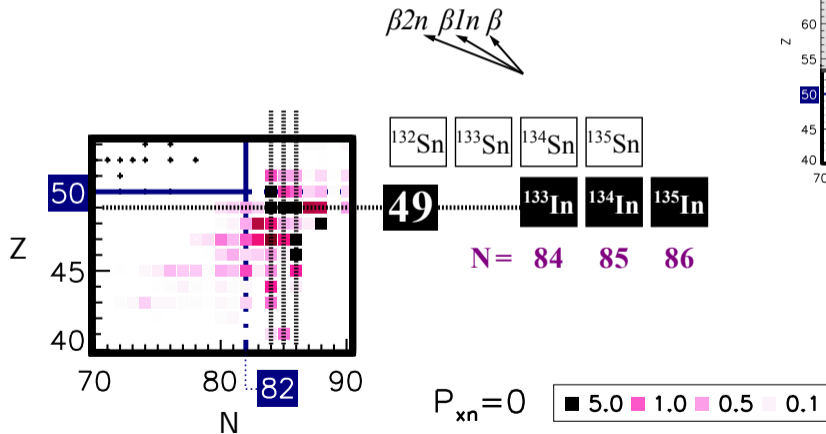 β2n β1n β
60
Z
55
50
45
40
70
¹³²Sn ¹³³Sn ¹³⁴Sn ¹³⁵Sn
49 ¹³³In ¹³⁴In ¹³⁵In
N= 84 85 86
50
Z
45
40
70 80 82 90
N
Pxn=0 5.0 1.0 0.5 0.1